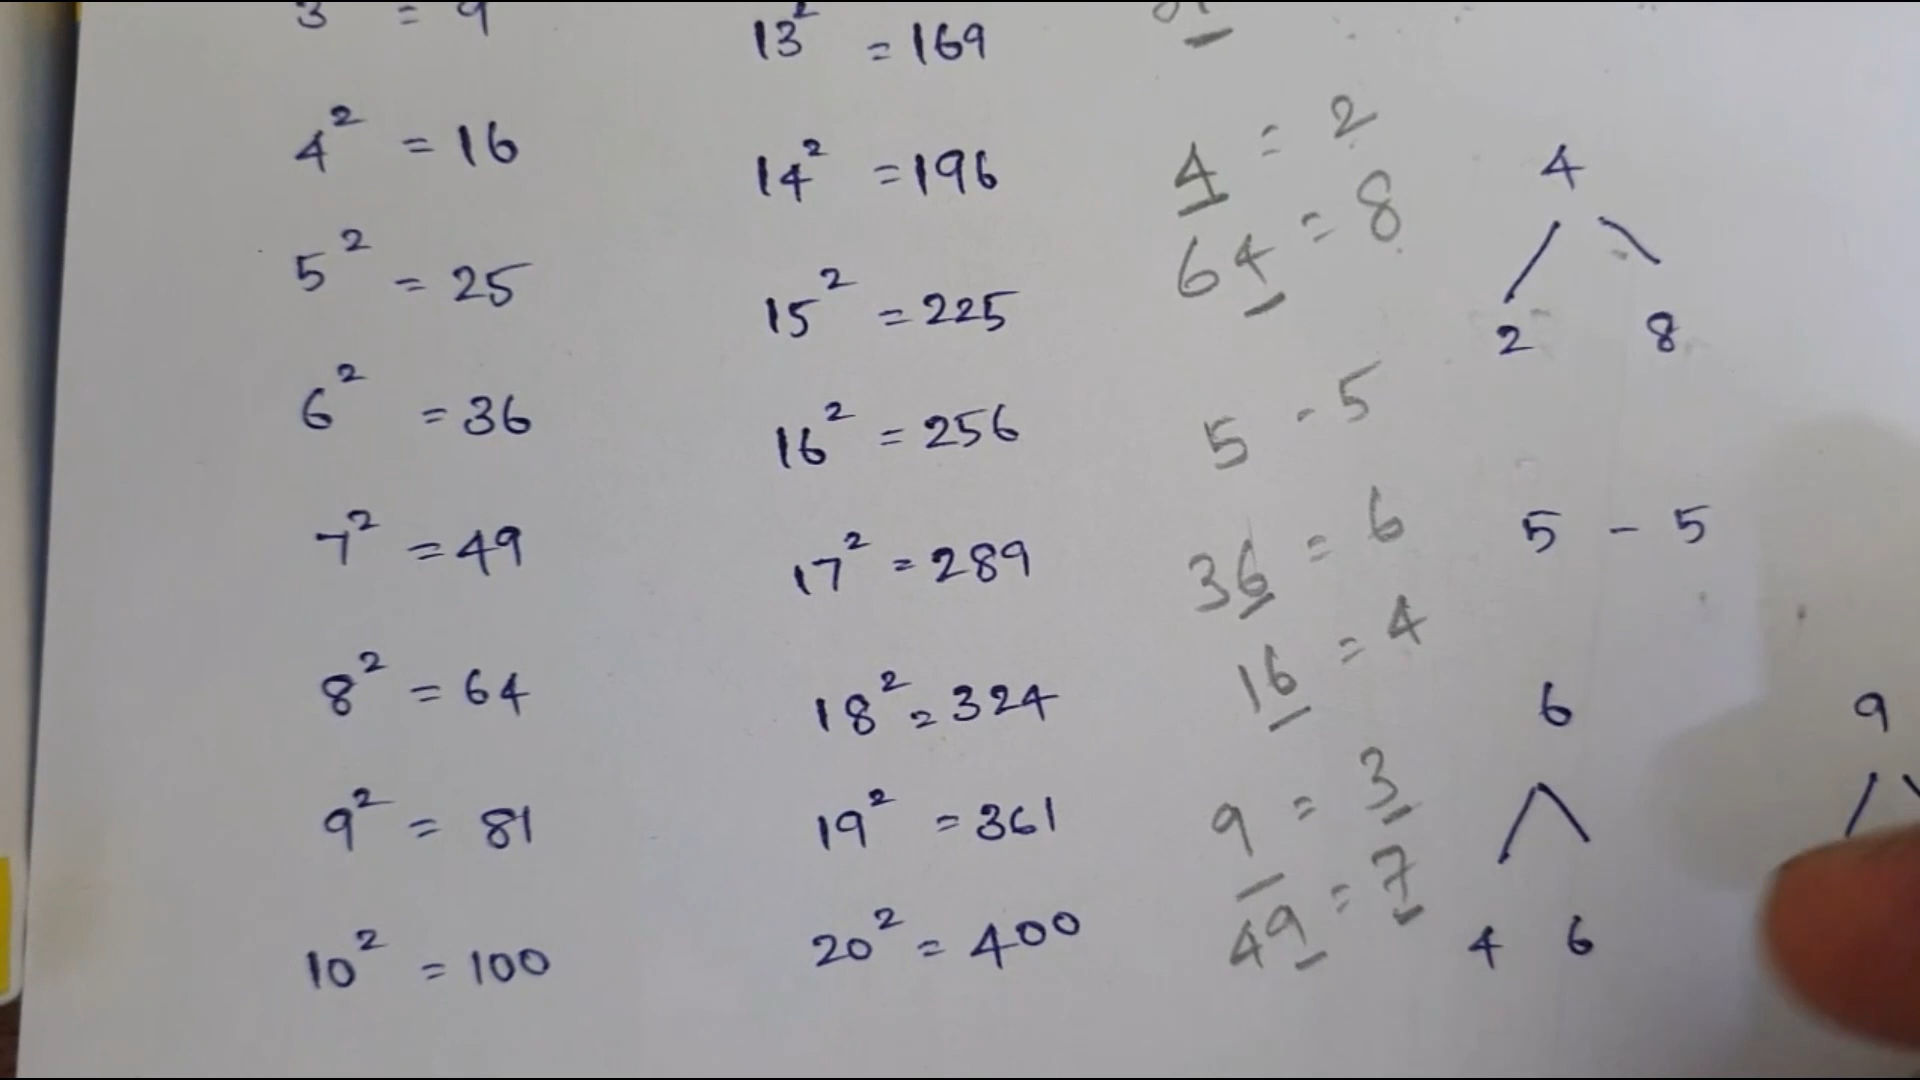 3 = 9
4² = 16
5² = 25
6² = 36
7² = 49
8² = 64
9² = 81
10² = 100
13² = 169
14² = 196
15² = 225
16² = 256
17² = 289
18² = 324
19² = 361
20² = 400
4 = 2
64 = 8
5 - 5
36 = 6
16 = 4
9 = 3
49 = 7
4
2 8
5 - 5
6
4 6
9